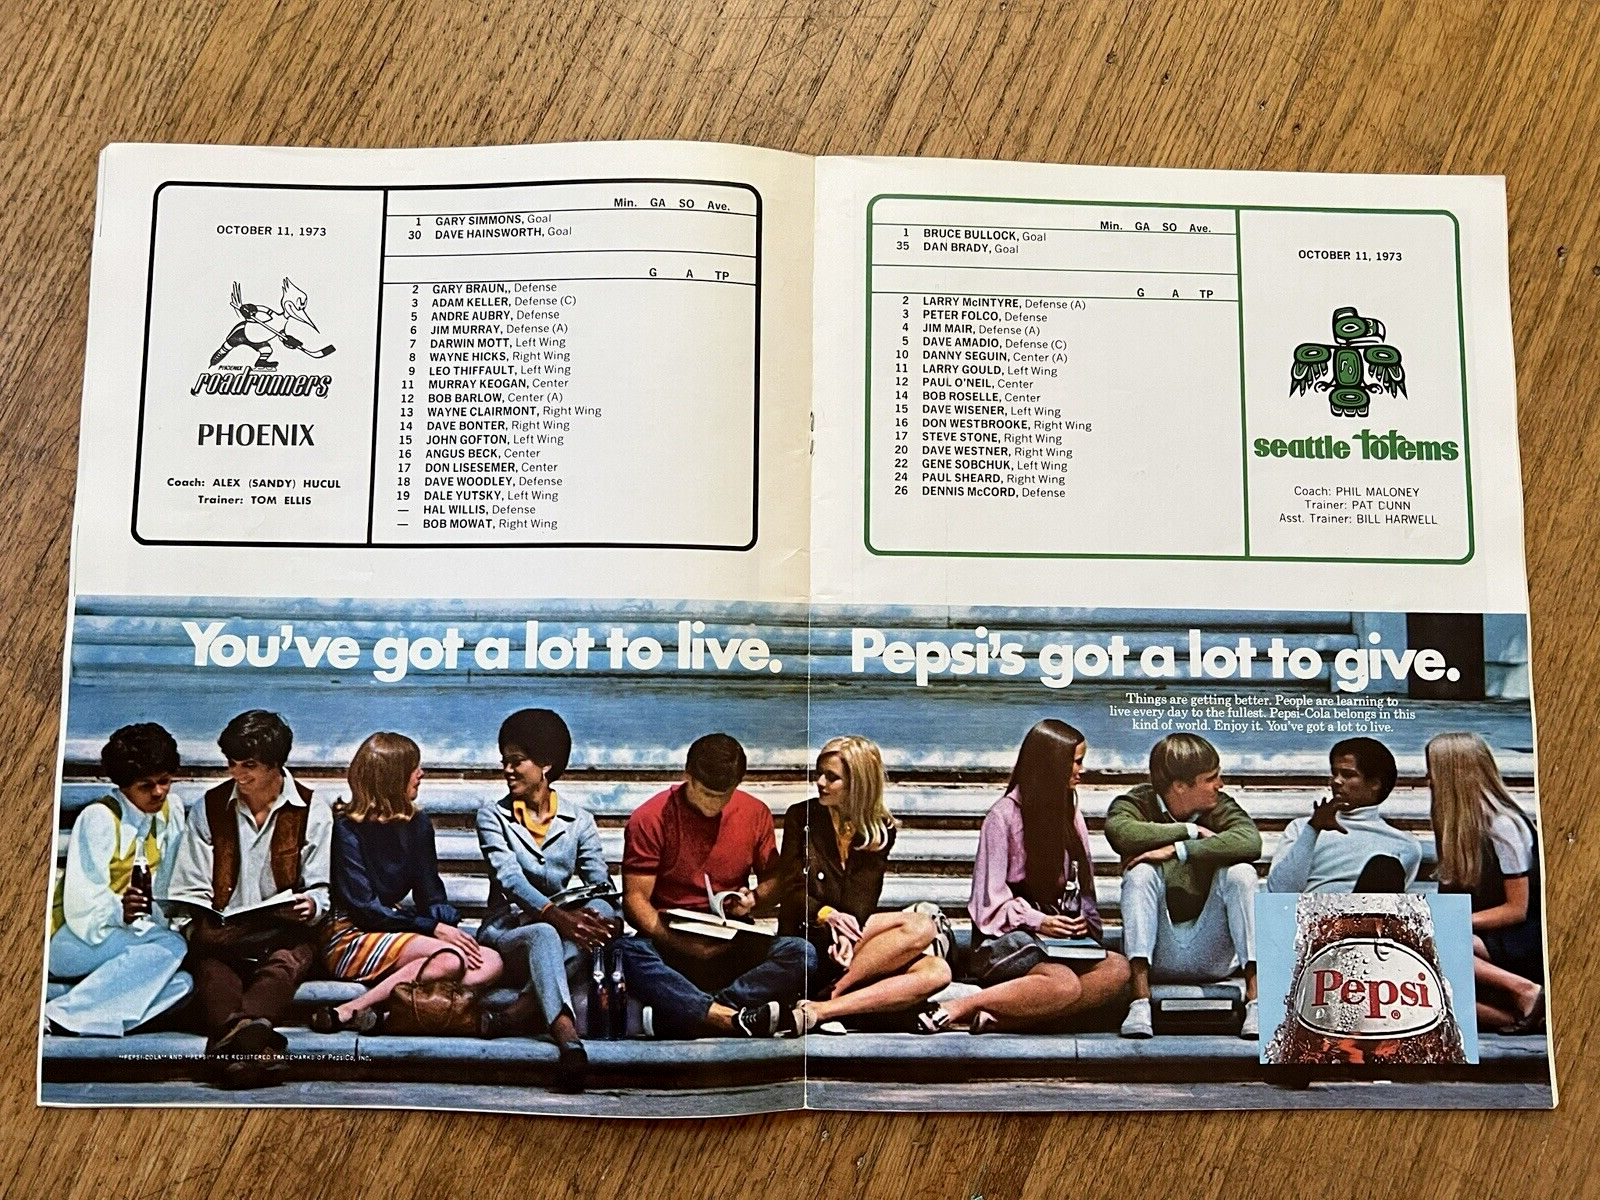 OCTOBER 11, 1973
PHOENIX
roadrunners
PHOENIX
Coach: ALEX (SANDY) HUCUL
Trainer: TOM ELLIS
Min. GA SO Ave.
1 GARY SIMMONS, Goal
30 DAVE HAINSWORTH, Goal
G A TP
2 GARY BRAUN,, Defense
3 ADAM KELLER, Defense (C)
5 ANDRE AUBRY, Defense
6 JIM MURRAY, Defense (A)
7 DARWIN MOTT, Left Wing
8 WAYNE HICKS, Right Wing
9 LEO THIFFAULT, Left Wing
11 MURRAY KEOGAN, Center
12 BOB BARLOW, Center (A)
13 WAYNE CLAIRMONT, Right Wing
14 DAVE BONTER, Right Wing
15 JOHN GOFTON, Left Wing
16 ANGUS BECK, Center
17 DON LISESEMER, Center
18 DAVE WOODLEY, Defense
19 DALE YUTSKY, Left Wing
— HAL WILLIS, Defense
— BOB MOWAT, Right Wing
Min. GA SO Ave.
1 BRUCE BULLOCK, Goal
35 DAN BRADY, Goal
G A TP
2 LARRY McINTYRE, Defense (A)
3 PETER FOLCO, Defense
4 JIM MAIR, Defense (A)
5 DAVE AMADIO, Defense (C)
10 DANNY SEGUIN, Center (A)
11 LARRY GOULD, Left Wing
12 PAUL O'NEIL, Center
14 BOB ROSELLE, Center
15 DAVE WISENER, Left Wing
16 DON WESTBROOKE, Right Wing
17 STEVE STONE, Right Wing
20 DAVE WESTNER, Right Wing
22 GENE SOBCHUK, Left Wing
24 PAUL SHEARD, Right Wing
26 DENNIS McCORD, Defense
OCTOBER 11, 1973
seattle totems
Coach: PHIL MALONEY
Trainer: PAT DUNN
Asst. Trainer: BILL HARWELL
You've got a lot to live. Pepsi's got a lot to give.
Things are getting better. People are learning to
live every day to the fullest. Pepsi-Cola belongs in this
kind of world. Enjoy it. You've got a lot to live.
Pepsi
®
"PEPSI-COLA" AND "PEPSI" ARE REGISTERED TRADEMARKS OF PepsiCo, INC.